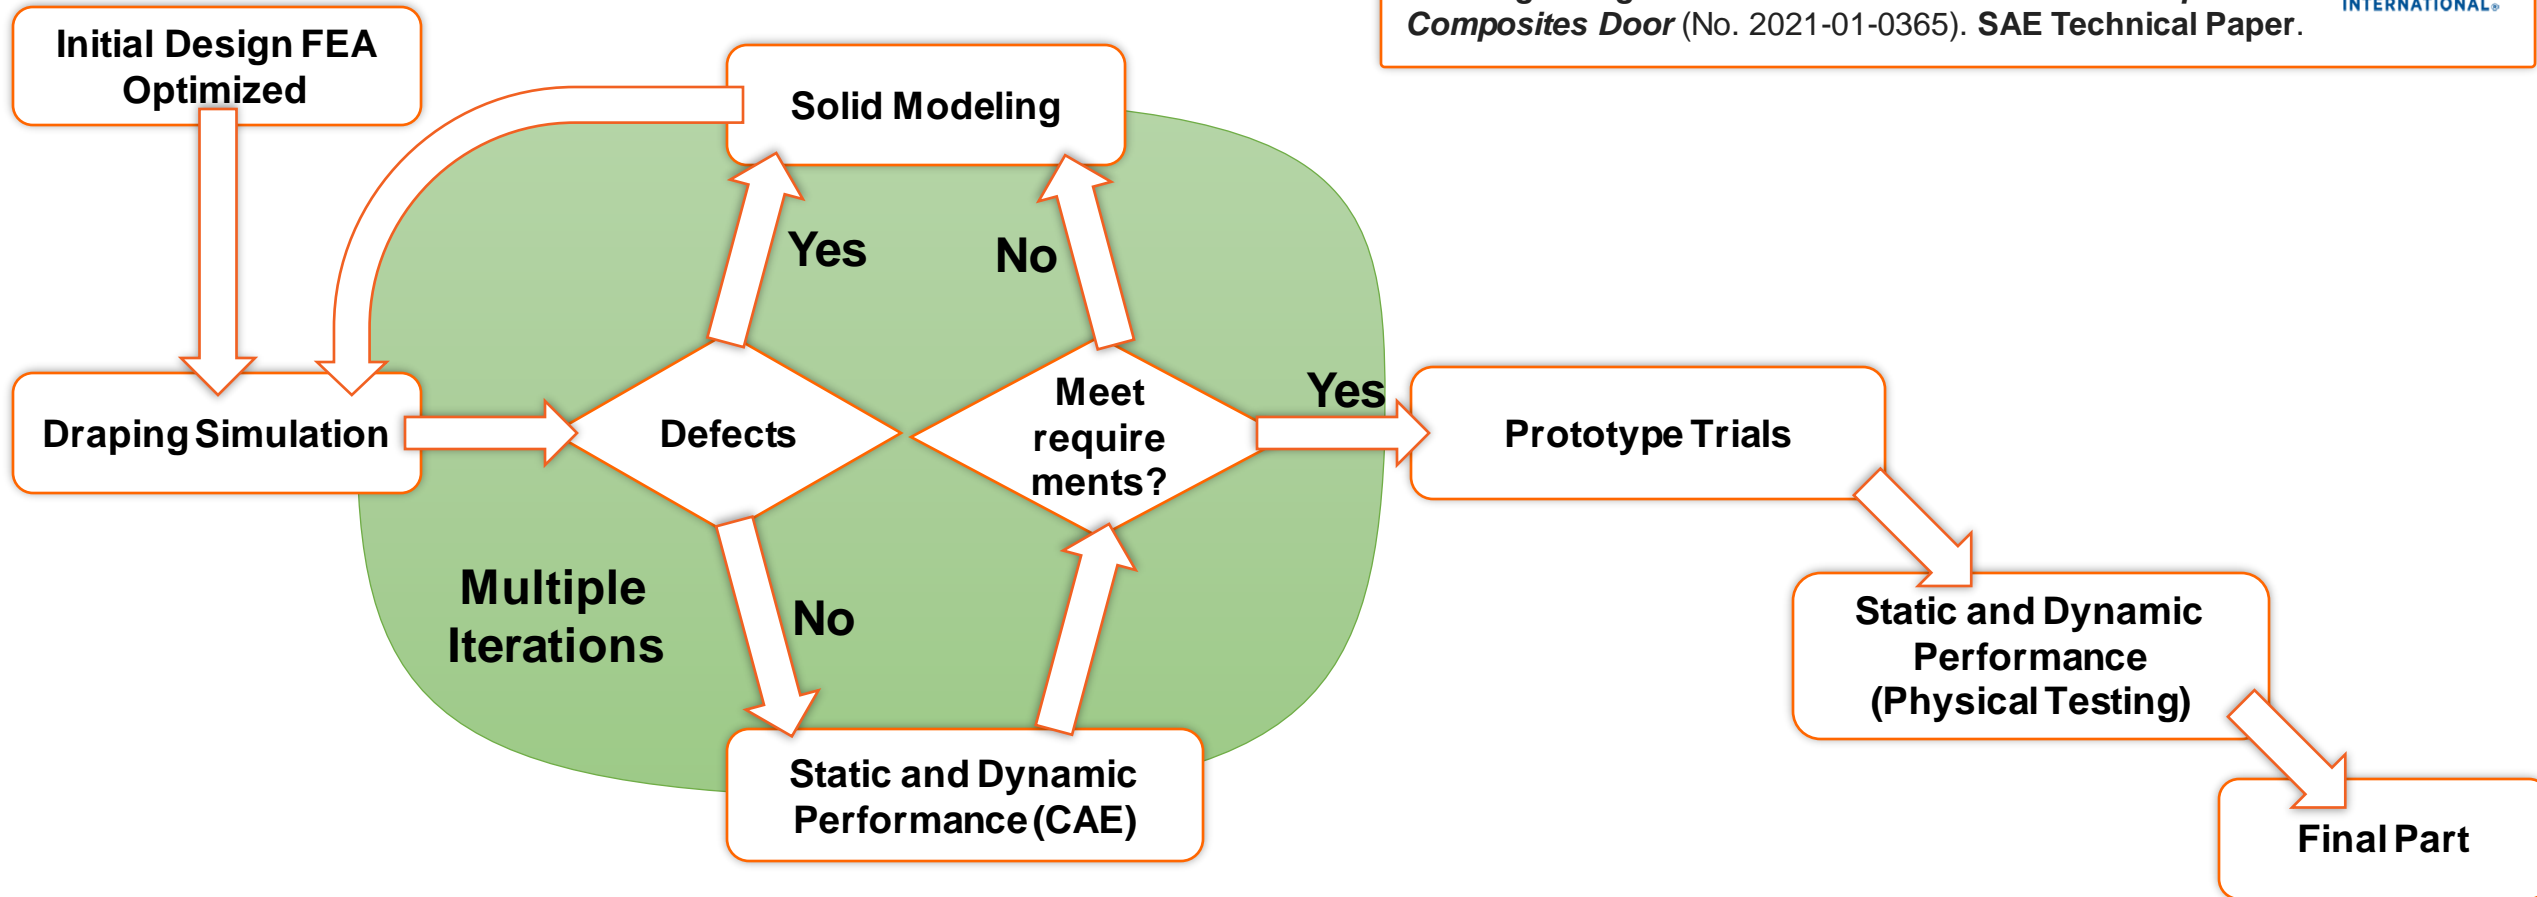 Composites Door (No. 2021-01-0365). SAE Technical Paper.
INTERNATIONAL®
Initial Design FEA
Optimized
Solid Modeling
Yes
No
Draping Simulation
Defects
Meet
require
ments?
Yes
Prototype Trials
Multiple
Iterations
No
Static and Dynamic
Performance (CAE)
Static and Dynamic
Performance
(Physical Testing)
Final Part